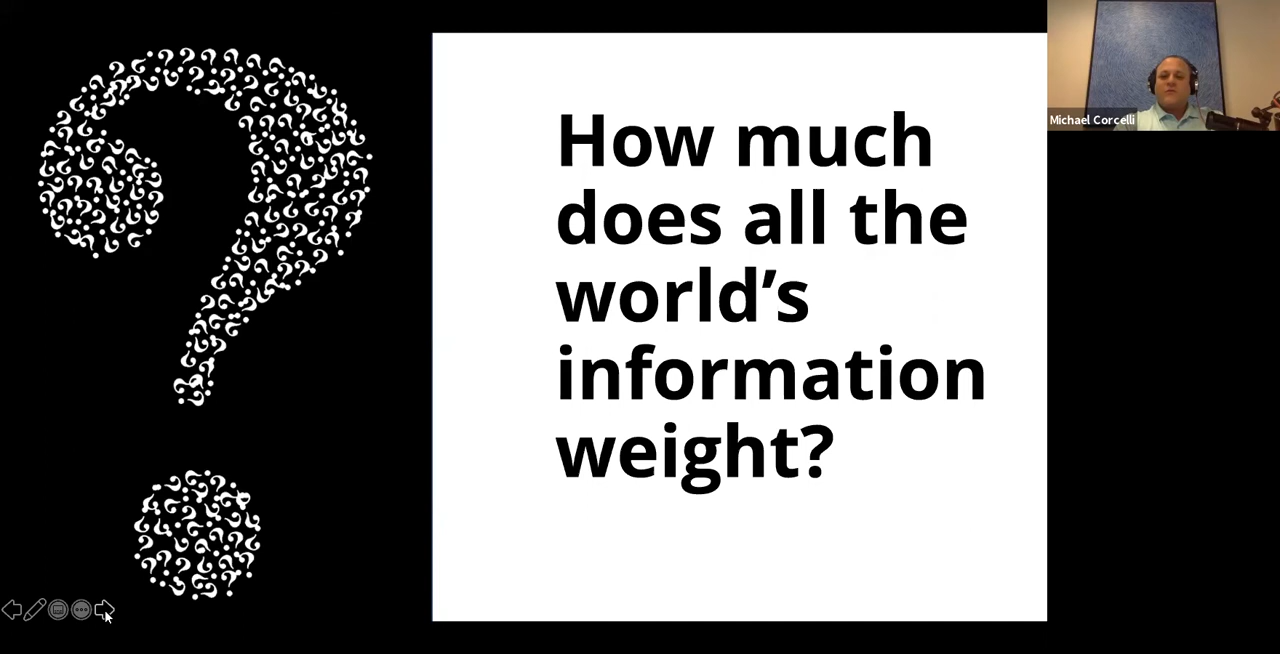 How much
does all the
world’s
information
weight?
Michael Corcelli